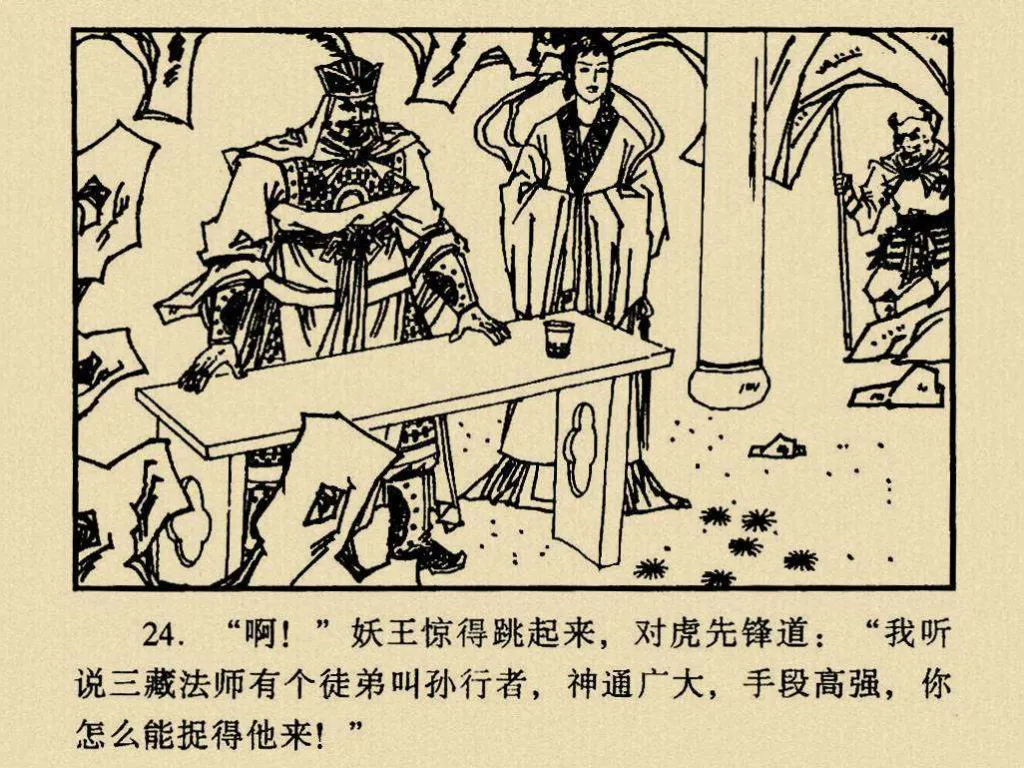 24. “啊！”妖王惊得跳起来，对虎先锋道：“我听
说三藏法师有个徒弟叫孙行者，神通广大，手段高强，你
怎么能捉得他来！”